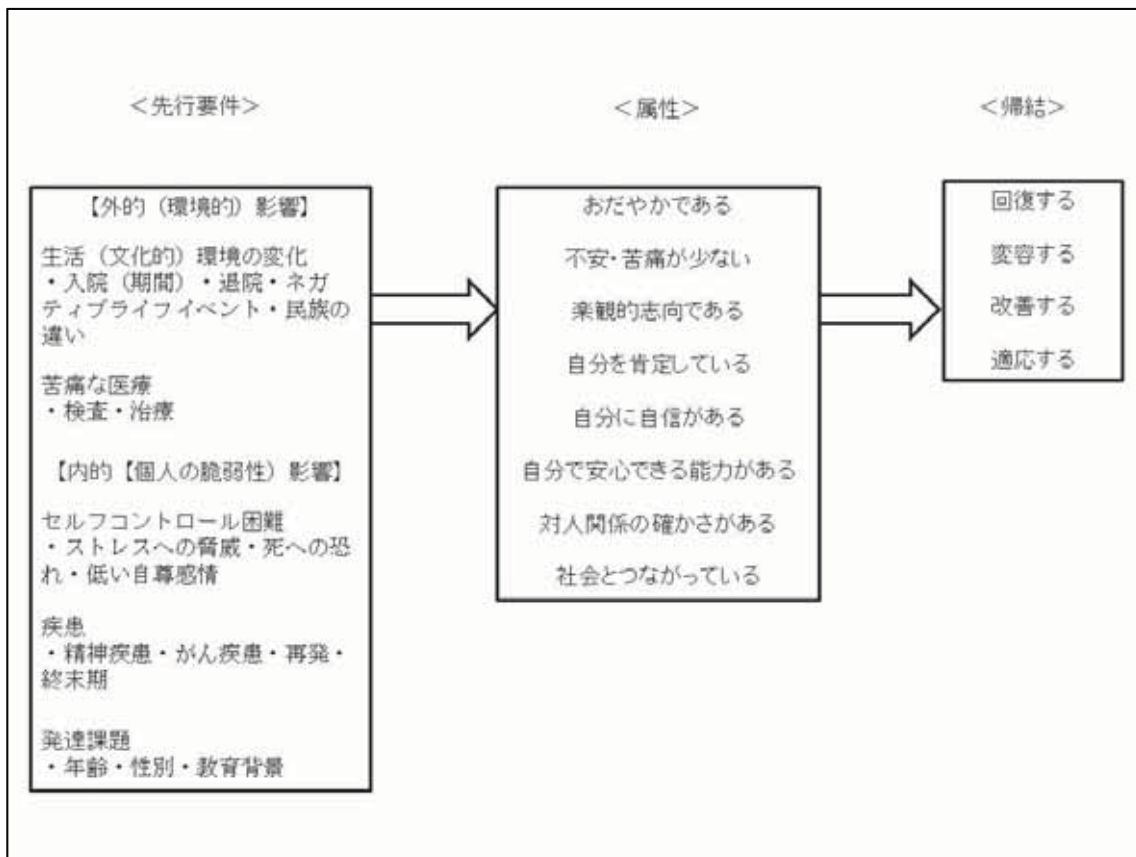 ＜先行要件＞
＜属性＞
＜帰結＞
【外的（環境的）影響】
生活（文化的）環境の変化
・入院（期間）・退院・ネガ
ティブライフイベント・民族の
違い
苦痛な医療
・検査・治療
【内的【個人の脆弱性）影響】
セルフコントロール困難
・ストレスへの脅威・死への恐
れ・低い自尊感情
疾患
・精神疾患・がん疾患・再発・
終末期
発達課題
・年齢・性別・教育背景
おだやかである
不安・苦痛が少ない
楽観的志向である
自分を肯定している
自分に自信がある
自分で安心できる能力がある
対人関係の確かさがある
社会とつながっている
回復する
変容する
改善する
適応する